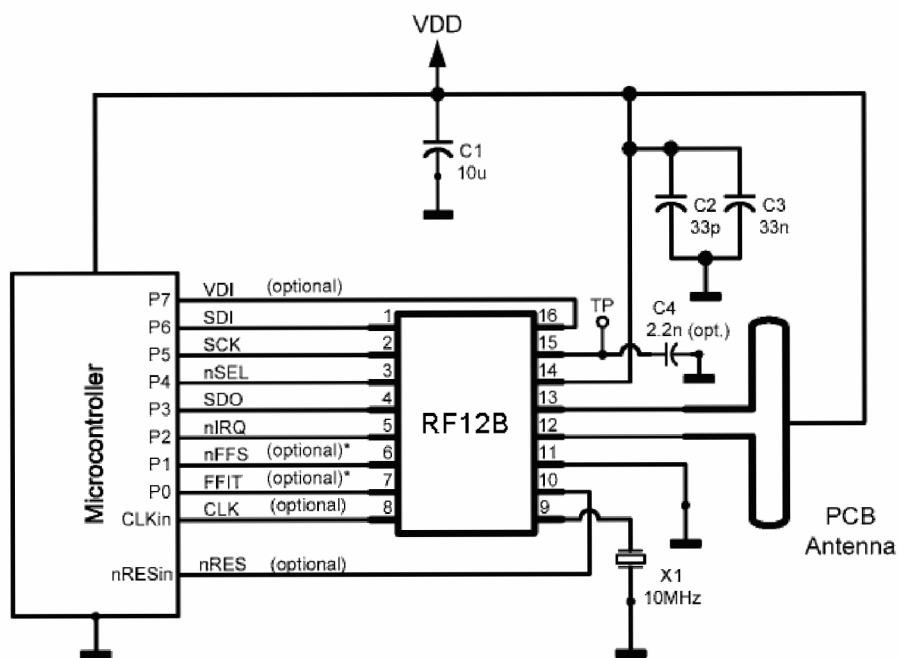 VDD
C1
10u
C2
33p
C3
33n
P7 VDI (optional)
P6 SDI 1
P5 SCK 2
P4 nSEL 3
P3 SDO 4
P2 nIRQ 5
P1 nFFS (optional)* 6
P0 FFIT (optional)* 7
CLKin CLK (optional) 8
nRESin nRES (optional)
Microcontroller
RF12B
16
15
14
13
12
11
10
9
TP
C4
2.2n (opt.)
X1
10MHz
PCB
Antenna